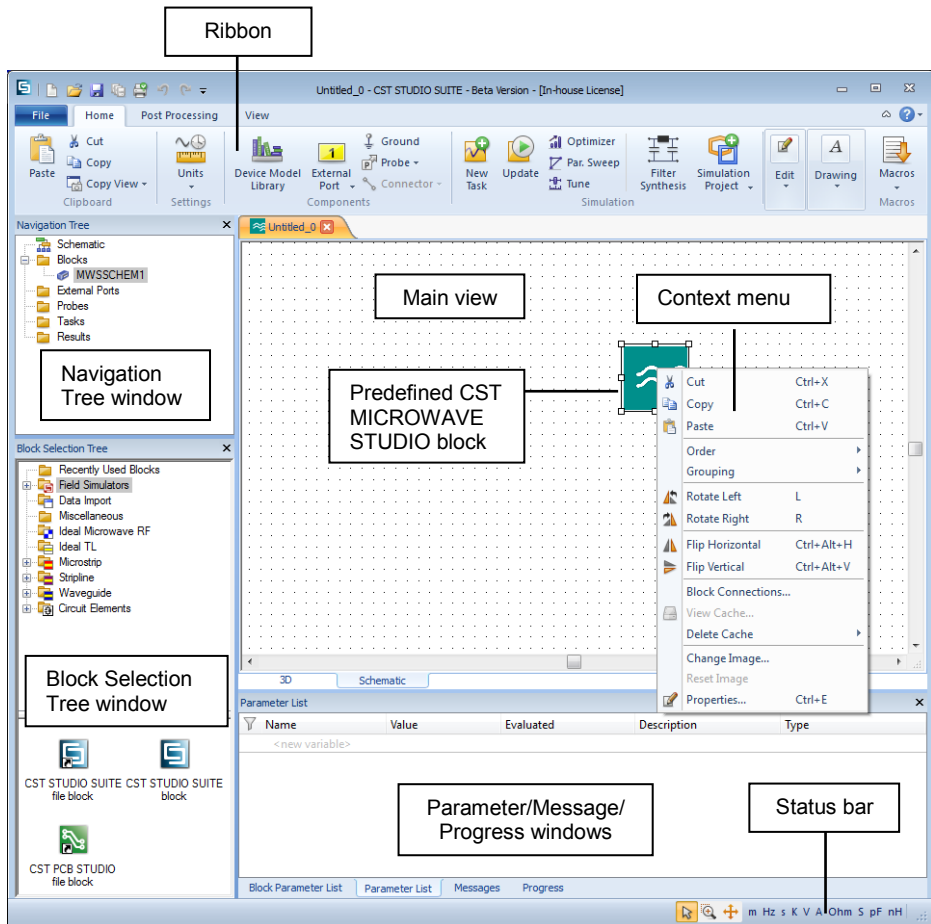 Ribbon
Untitled_0 - CST STUDIO SUITE - Beta Version - [In-house License]
File Home Post Processing View
Paste
Cut
Copy
Copy View
Clipboard
Units
Settings
Device Model Library
External Port
1
Ground
Probe
Connector
Components
New Task
Update
Optimizer
Par. Sweep
Tune
Filter Synthesis
Simulation Project
Simulation
Edit
A
Drawing
Macros
Macros
Navigation Tree
Schematic
Blocks
MWSSCHEM1
External Ports
Probes
Tasks
Results
Navigation
Tree window
Untitled_0
Main view
Context menu
Predefined CST
MICROWAVE
STUDIO block
Cut Ctrl+X
Copy Ctrl+C
Paste Ctrl+V
Order
Grouping
Rotate Left L
Rotate Right R
Flip Horizontal Ctrl+Alt+H
Flip Vertical Ctrl+Alt+V
Block Connections...
View Cache...
Delete Cache
Change Image...
Reset Image
Properties... Ctrl+E
Block Selection Tree
Recently Used Blocks
Field Simulators
Data Import
Miscellaneous
Ideal Microwave RF
Ideal TL
Microstrip
Stripline
Waveguide
Circuit Elements
Block Selection
Tree window
CST STUDIO SUITE
file block
CST STUDIO SUITE
block
CST PCB STUDIO
file block
3D Schematic
Parameter List
Name Value Evaluated Description Type
<new variable>
Parameter/Message/
Progress windows
Status bar
Block Parameter List Parameter List Messages Progress
m Hz s K V A Ohm S pF nH